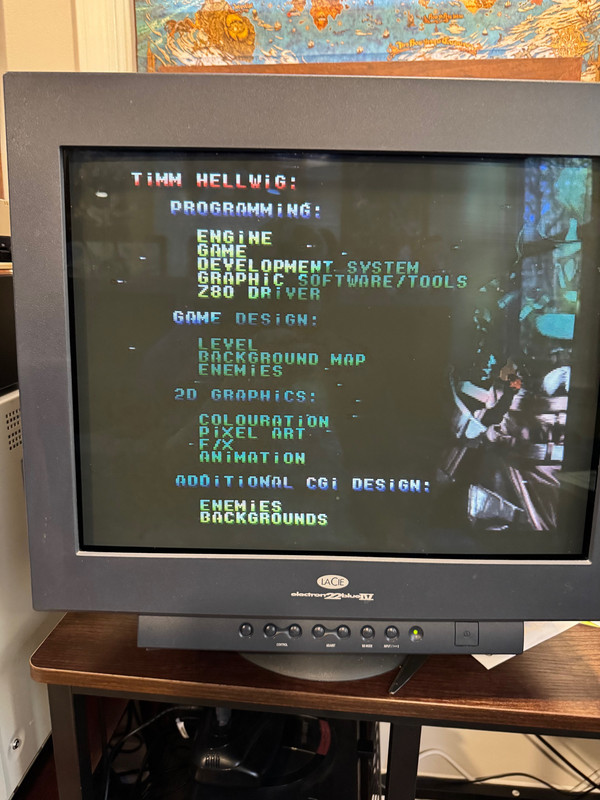 TiMM HELLWiG:
PROGRAMMiNG:
ENGiNE
GAME
DEVELOPMENT SYSTEM
GRAPHiC SOFTWARE/TOOLS
Z80 DRiVER
GAME DESiGN:
LEVEL
BACKGROUND MAP
ENEMiES
2D GRAPHiCS:
COLOURATiON
PiXEL ART
F/X
ANiMATiON
ADDiTiONAL CGi DESiGN:
ENEMiES
BACKGROUNDS
LACIE
electron22blueIV